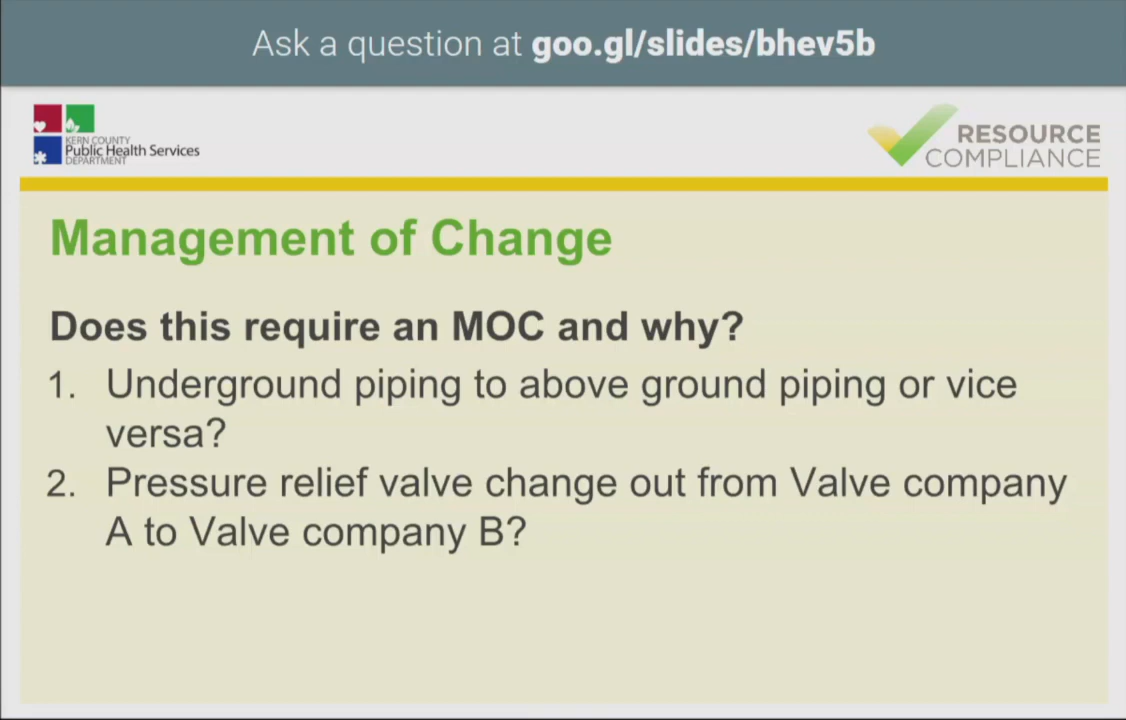 Ask a question at goo.gl/slides/bhev5b
KERN COUNTY
Public Health Services
DEPARTMENT
RESOURCE
COMPLIANCE
Management of Change
Does this require an MOC and why?
1. Underground piping to above ground piping or vice
versa?
2. Pressure relief valve change out from Valve company
A to Valve company B?